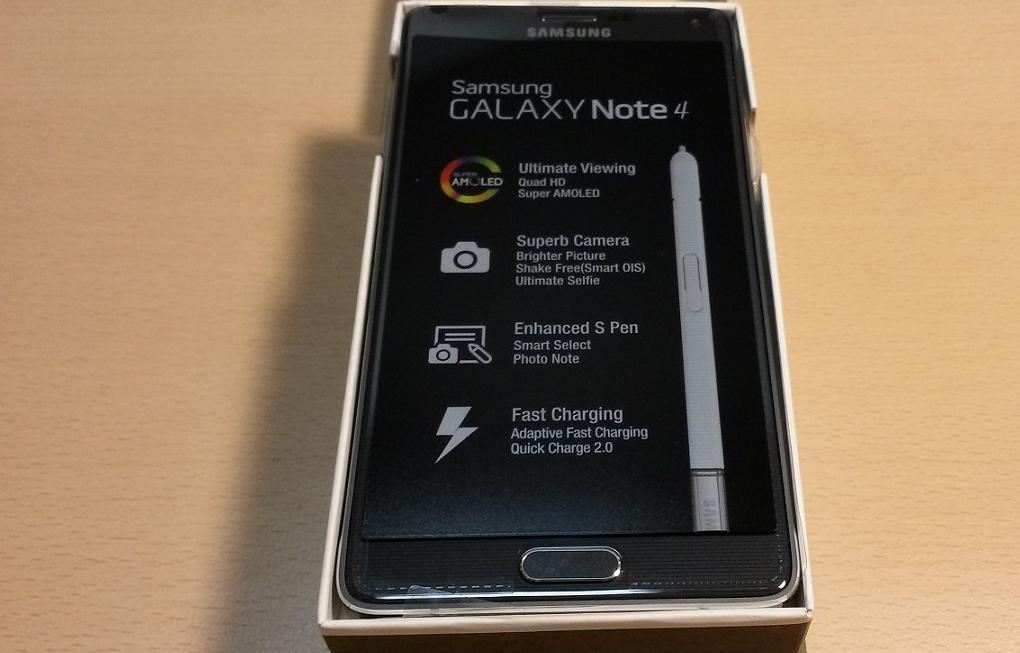 SAMSUNG
Samsung
GALAXY Note 4
SUPER
AMOLED
Ultimate Viewing
Quad HD
Super AMOLED
Superb Camera
Brighter Picture
Shake Free(Smart OIS)
Ultimate Selfie
Enhanced S Pen
Smart Select
Photo Note
Fast Charging
Adaptive Fast Charging
Quick Charge 2.0
SAM